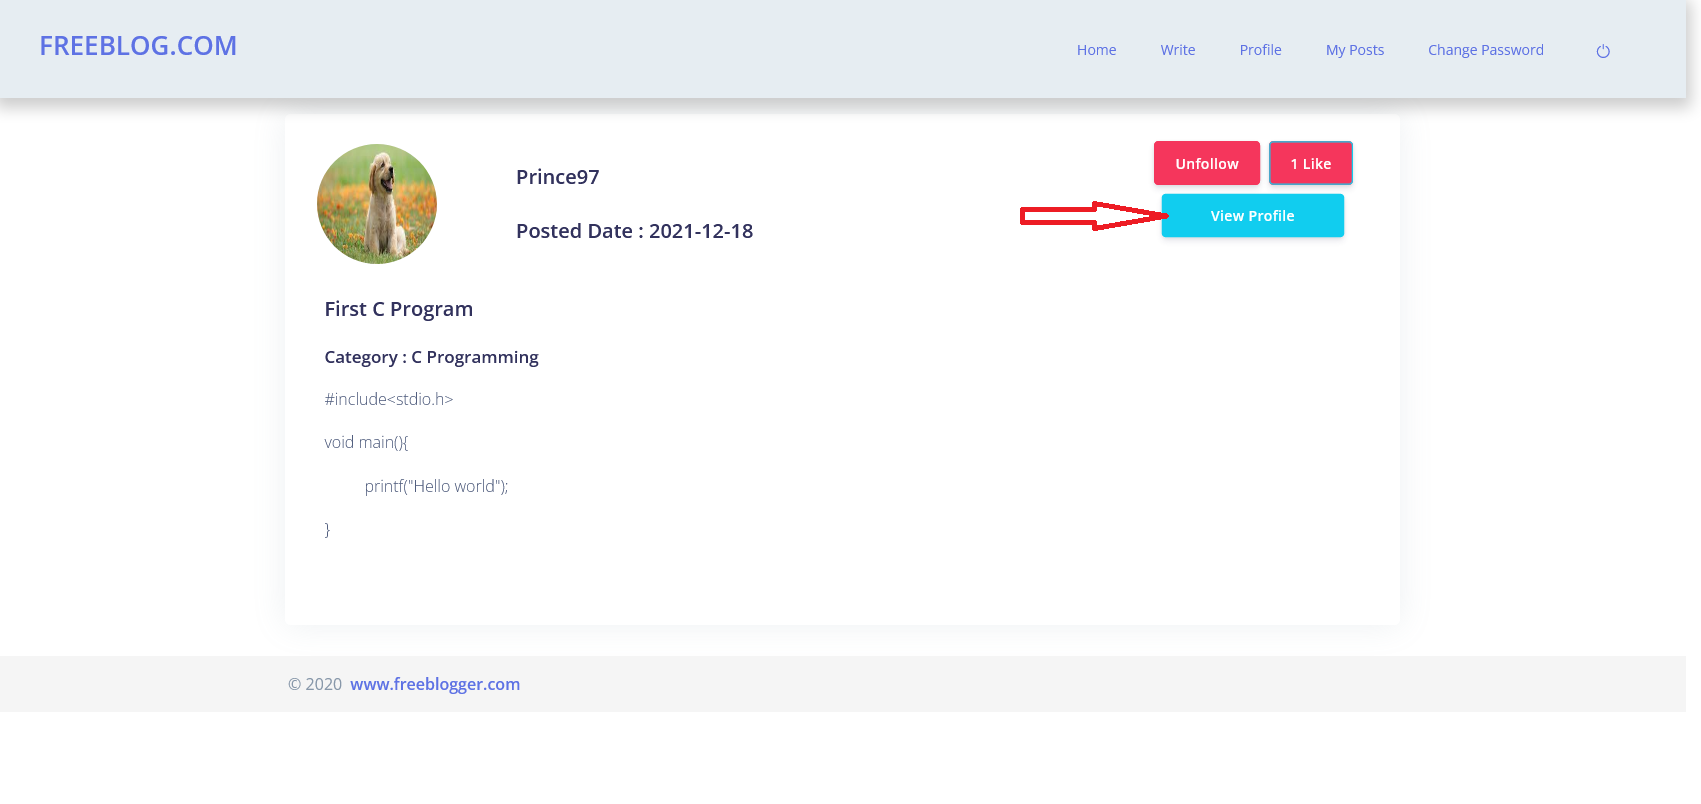 FREEBLOG.COM
Home Write Profile My Posts Change Password
Prince97
Posted Date : 2021-12-18
Unfollow 1 Like
View Profile
First C Program
Category : C Programming
#include<stdio.h>
void main(){
printf("Hello world");
}
© 2020 www.freeblogger.com